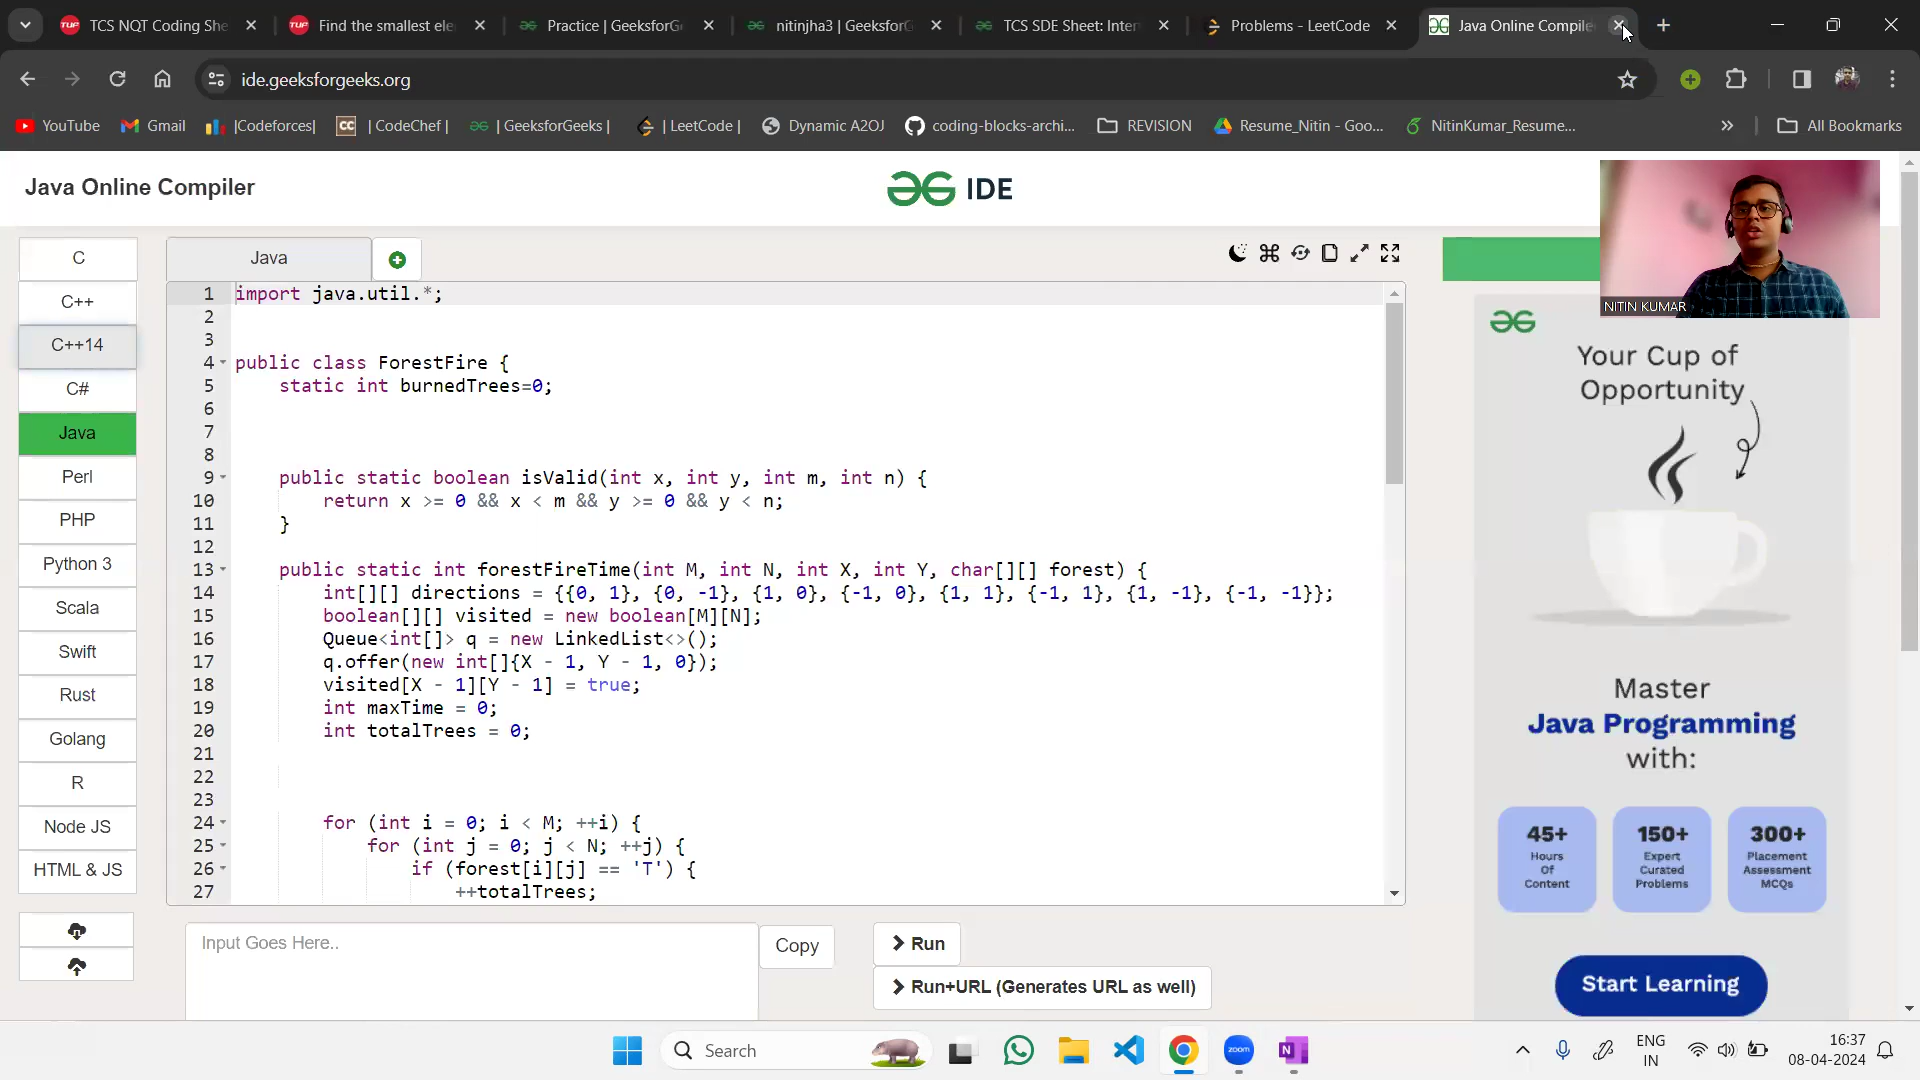 TCS NQT Coding She
Find the smallest ele
Practice | GeeksforG
nitinjha3 | GeeksforG
TCS SDE Sheet: Inter
Problems - LeetCode
Java Online Compile
ide.geeksforgeeks.org
YouTube
Gmail
|Codeforces|
| CodeChef |
| GeeksforGeeks |
| LeetCode |
Dynamic A2OJ
coding-blocks-archi...
REVISION
Resume_Nitin - Goo...
NitinKumar_Resume...
All Bookmarks
Java Online Compiler
IDE
NITIN KUMAR
C
C++
C++14
C#
Java
Perl
PHP
Python 3
Scala
Swift
Rust
Golang
R
Node JS
HTML & JS
Java
1 import java.util.*;
2
3
4 public class ForestFire {
5 static int burnedTrees=0;
6
7
8
9 public static boolean isValid(int x, int y, int m, int n) {
10 return x >= 0 && x < m && y >= 0 && y < n;
11 }
12
13 public static int forestFireTime(int M, int N, int X, int Y, char[][] forest) {
14 int[][] directions = {{0, 1}, {0, -1}, {1, 0}, {-1, 0}, {1, 1}, {-1, 1}, {1, -1}, {-1, -1}};
15 boolean[][] visited = new boolean[M][N];
16 Queue<int[]> q = new LinkedList<>();
17 q.offer(new int[]{X - 1, Y - 1, 0});
18 visited[X - 1][Y - 1] = true;
19 int maxTime = 0;
20 int totalTrees = 0;
21
22
23
24 for (int i = 0; i < M; ++i) {
25 for (int j = 0; j < N; ++j) {
26 if (forest[i][j] == 'T') {
27 ++totalTrees;
Input Goes Here..
Copy
Run
Run+URL (Generates URL as well)
Your Cup of
Opportunity
Master
Java Programming
with:
45+
Hours
Of
Content
150+
Expert
Curated
Problems
300+
Placement
Assessment
MCQs
Start Learning
Search
zoom
ENG
IN
16:37
08-04-2024